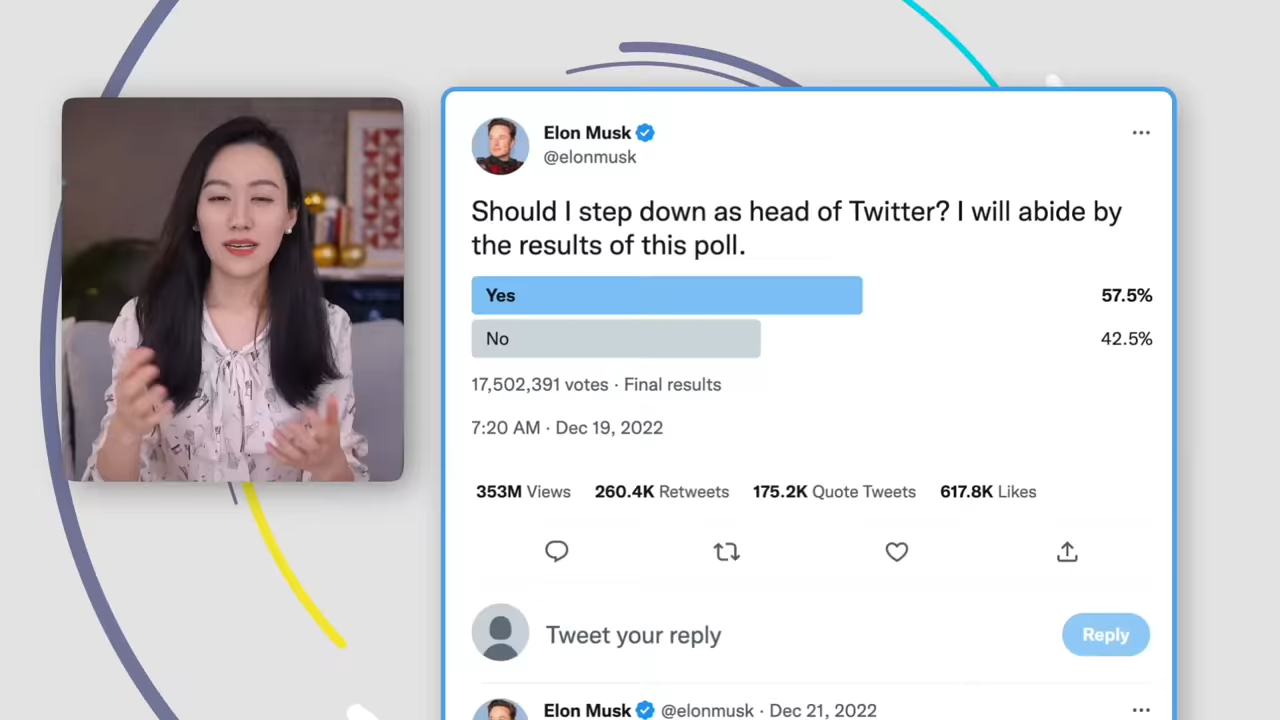 Elon Musk
@elonmusk
Should I step down as head of Twitter? I will abide by
the results of this poll.
Yes 57.5%
No 42.5%
17,502,391 votes · Final results
7:20 AM · Dec 19, 2022
353M Views 260.4K Retweets 175.2K Quote Tweets 617.8K Likes
Tweet your reply
Reply
Elon Musk @elonmusk · Dec 21, 2022